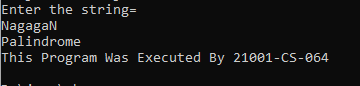 Enter the string=
NagagaN
Palindrome
This Program Was Executed By 21001-CS-064